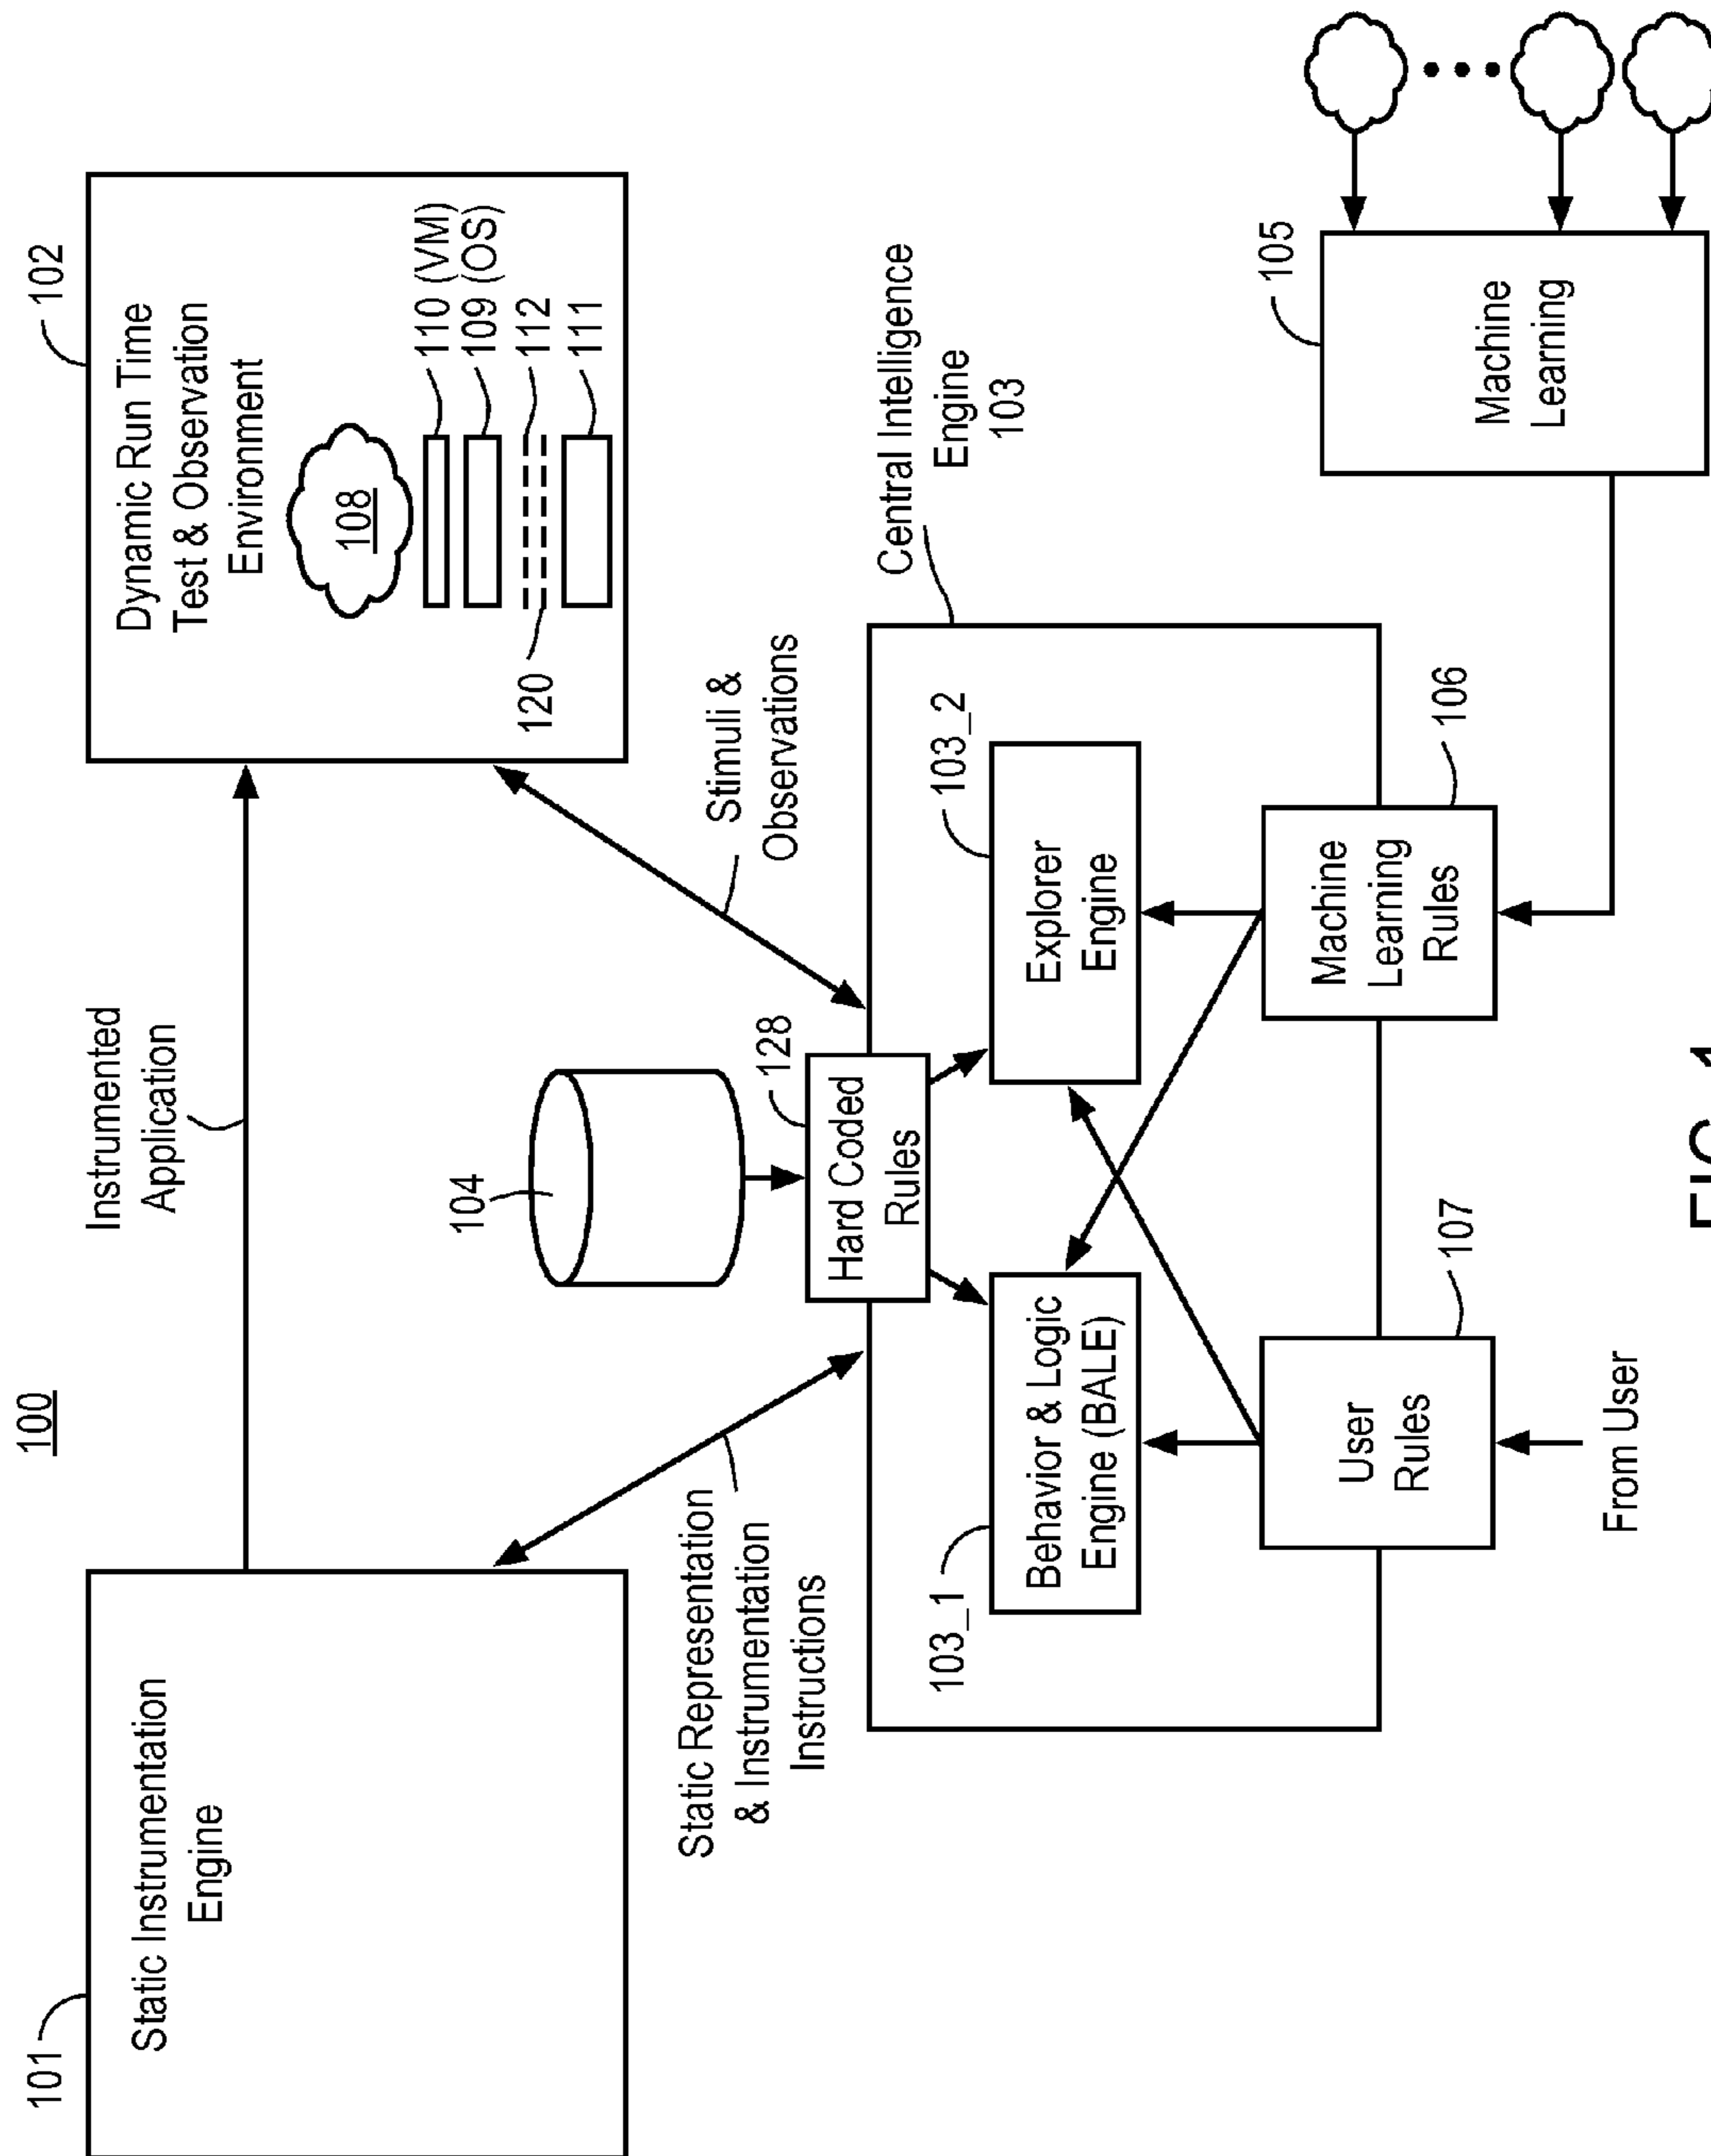 100
101
Static Instrumentation
Engine
Instrumented
Application
102
Dynamic Run Time
Test & Observation
Environment
108
110 (VM)
109 (OS)
112
111
120
Static Representation
& Instrumentation
Instructions
104
Stimuli &
Observations
Central Intelligence
Engine
103
128
Hard Coded
Rules
103_1
Behavior & Logic
Engine (BALE)
103_2
Explorer
Engine
107
User
Rules
106
Machine
Learning
Rules
105
Machine
Learning
From User